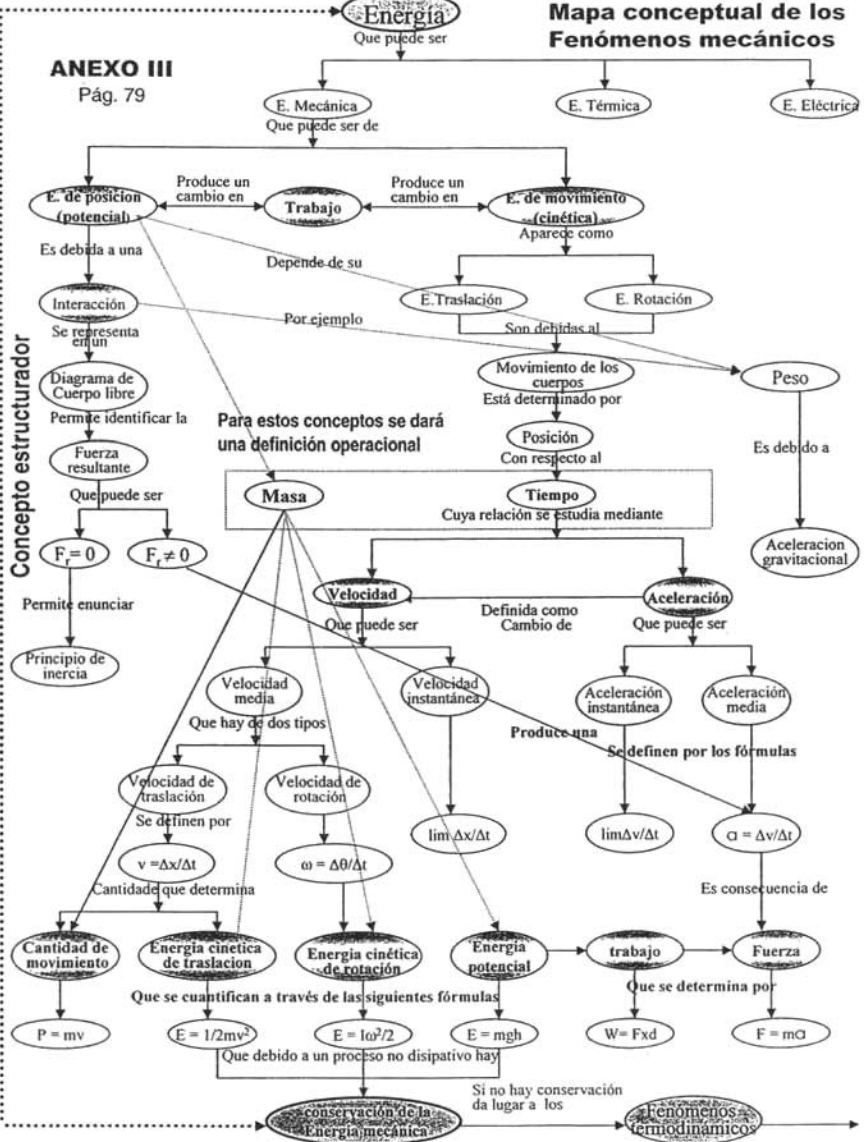 Energía
Mapa conceptual de los
Fenómenos mecánicos
Que puede ser
ANEXO III
Pág. 79
E. Mecánica
E. Térmica
E. Eléctrica
Que puede ser de
E. de posicion
(potencial)
Produce un
cambio en
Trabajo
Produce un
cambio en
E. de movimiento
(cinética)
Es debida a una
Depende de su
Aparece como
Interacción
E.Traslación
E. Rotación
Por ejemplo
Son debidas al
Se representa
en un
Diagrama de
Cuerpo libre
Movimiento de los
cuerpos
Peso
Está determinado por
Permite identificar la
Para estos conceptos se dará
una definición operacional
Posición
Es debido a
Fuerza
resultante
Con respecto al
Concepto estructurador
Que puede ser
Masa
Tiempo
Cuya relación se estudia mediante
Fr= 0
Fr ≠ 0
Aceleracion
gravitacional
Permite enunciar
Velocidad
Definida como
Cambio de
Aceleración
Que puede ser
Que puede ser
Principio de
inercia
Velocidad
media
Velocidad
instantánea
Aceleración
instantánea
Aceleración
media
Que hay de dos tipos
Produce una
Se definen por los fórmulas
Velocidad de
traslación
Velocidad de
rotación
Se definen por
lim Δx/Δt
limΔv/Δt
a = Δv/Δt
v =Δx/Δt
ω = Δθ/Δt
Cantidade que determina
Es consecuencia de
Cantidad de
movimiento
Energia cinetica
de traslacion
Energia cinética
de rotación
Energia
potencial
trabajo
Fuerza
Que se cuantifican a través de las siguientes fórmulas
Que se determina por
P = mv
E = 1/2mv²
E = Iω²/2
E = mgh
W= Fxd
F = ma
Que debido a un proceso no disipativo hay
conservación de la
Energia mecánica
Si no hay conservación
da lugar a los
Fenómenos
termodinámicos